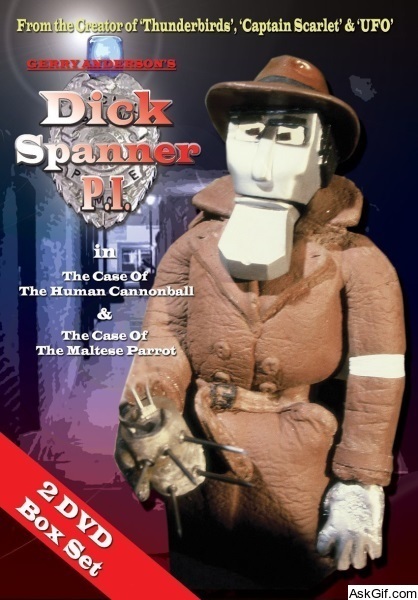 From the Creator of 'Thunderbirds', 'Captain Scarlet' & 'UFO'
GERRY ANDERSON'S
Dick
Spanner
P.I.
in
The Case Of
The Human Cannonball
&
The Case Of
The Maltese Parrot
2 DVD
Box Set
AskGif.com